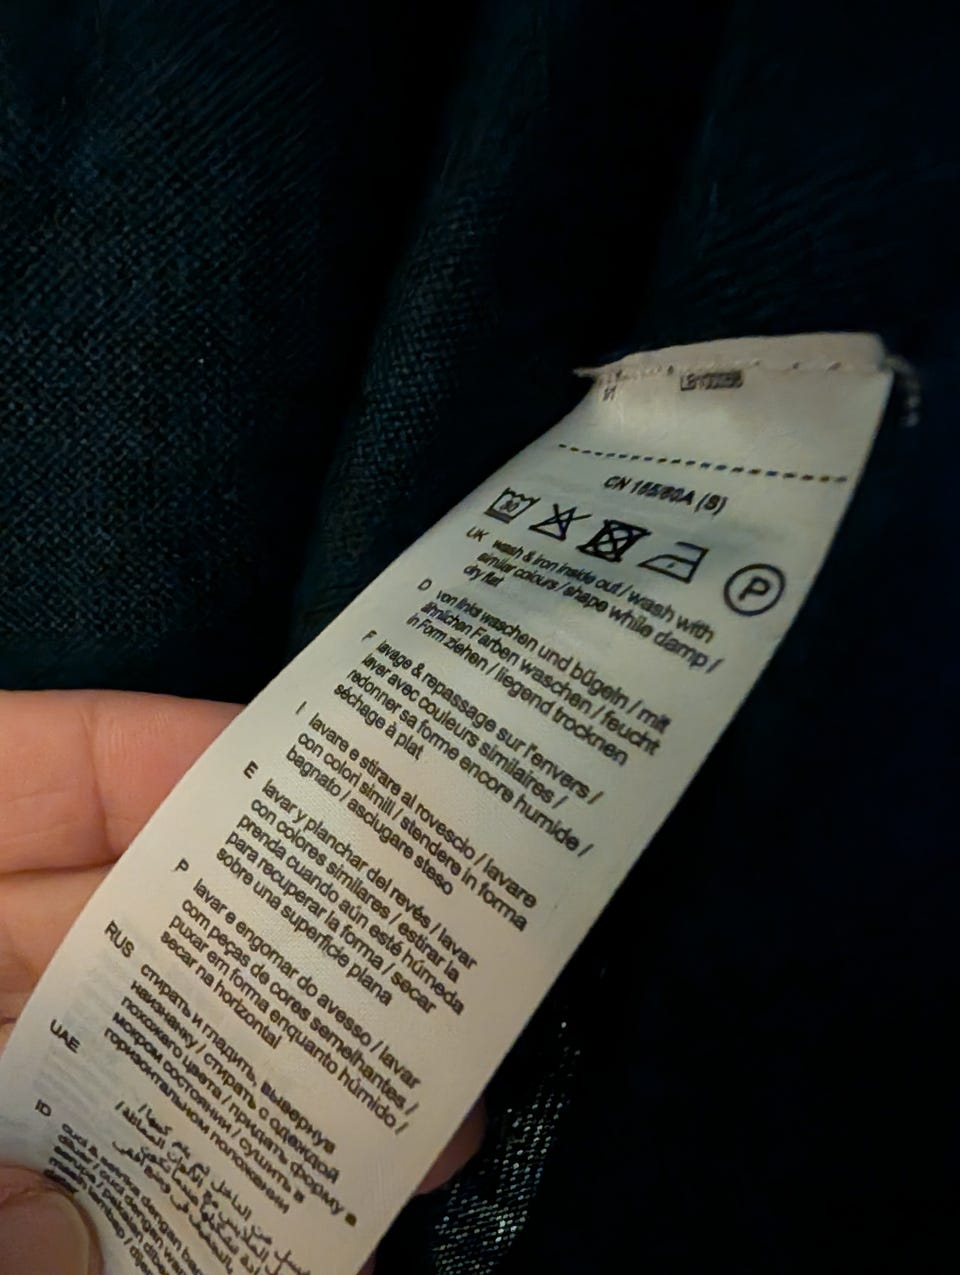 CN 165/80A (S)
30
P
UK wash & iron inside out / wash with
similar colours / shape while damp /
dry flat
D von links waschen und bügeln / mit
ähnlichen Farben waschen / feucht
in Form ziehen / liegend trocknen
F lavage & repassage sur l'envers /
laver avec couleurs similaires /
redonner sa forme encore humide /
séchage à plat
I lavare e stirare al rovescio / lavare
con colori simili / stendere in forma
bagnato / asciugare steso
E lavar y planchar del revés / lavar
con colores similares / estirar la
prenda cuando aún esté húmeda
para recuperar la forma / secar
sobre una superficie plana
P lavar e engomar do avesso / lavar
com peças de cores semelhantes /
puxar em forma enquanto húmido /
secar na horizontal
RUS стирать и гладить, вывернув
наизнанку / стирать с одеждой
похожего цвета / придать форму в
мокром состоянии / сушить в
горизонтальном положении
UAE
ID cuci & setrika dengan